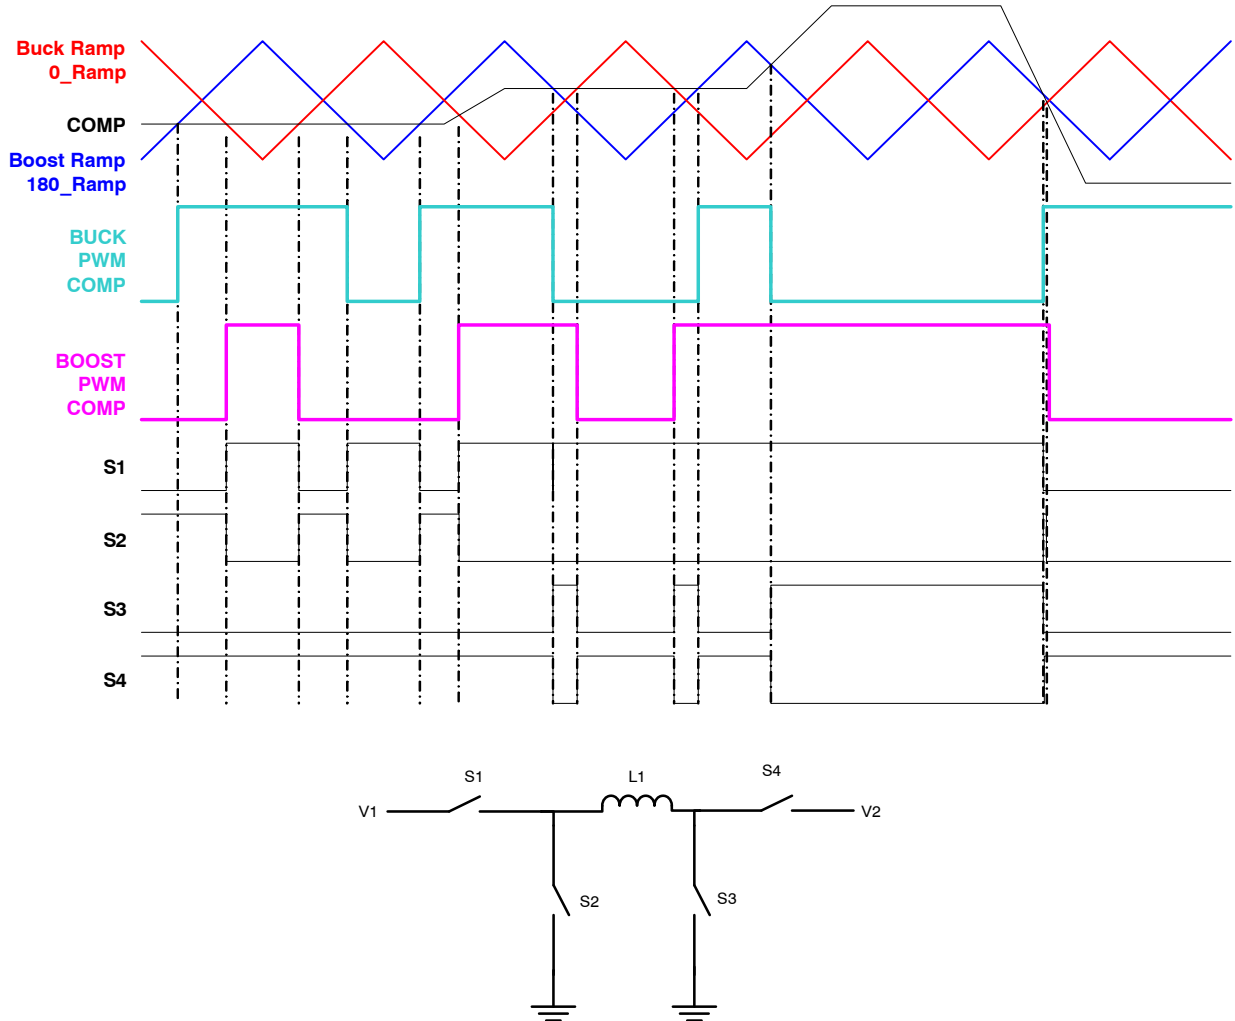 Buck Ramp
0_Ramp
COMP
Boost Ramp
180_Ramp
BUCK
PWM
COMP
BOOST
PWM
COMP
S1
S2
S3
S4
S1
L1
S4
V1
V2
S2
S3